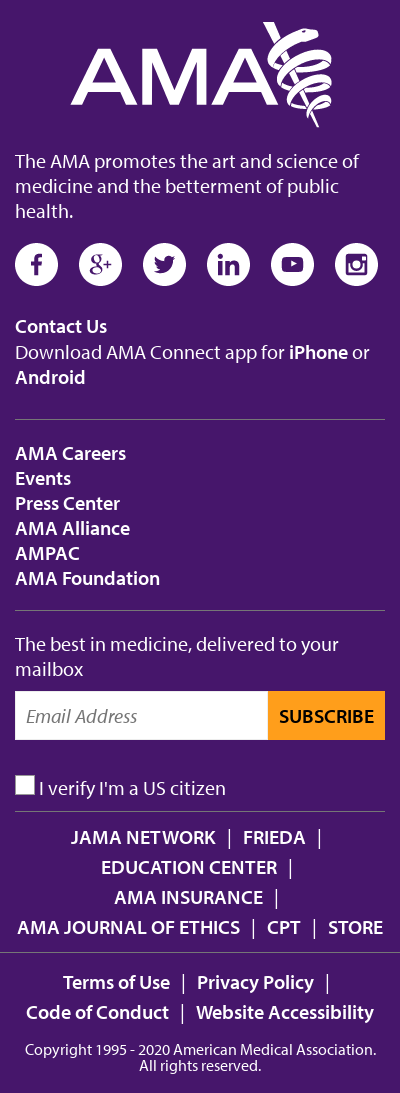 AMA
The AMA promotes the art and science of
medicine and the betterment of public
health.
Contact Us
Download AMA Connect app for iPhone or
Android
AMA Careers
Events
Press Center
AMA Alliance
AMPAC
AMA Foundation
The best in medicine, delivered to your
mailbox
Email Address SUBSCRIBE
I verify I'm a US citizen
JAMA NETWORK | FRIEDA |
EDUCATION CENTER |
AMA INSURANCE |
AMA JOURNAL OF ETHICS | CPT | STORE
Terms of Use | Privacy Policy |
Code of Conduct | Website Accessibility
Copyright 1995 - 2020 American Medical Association.
All rights reserved.